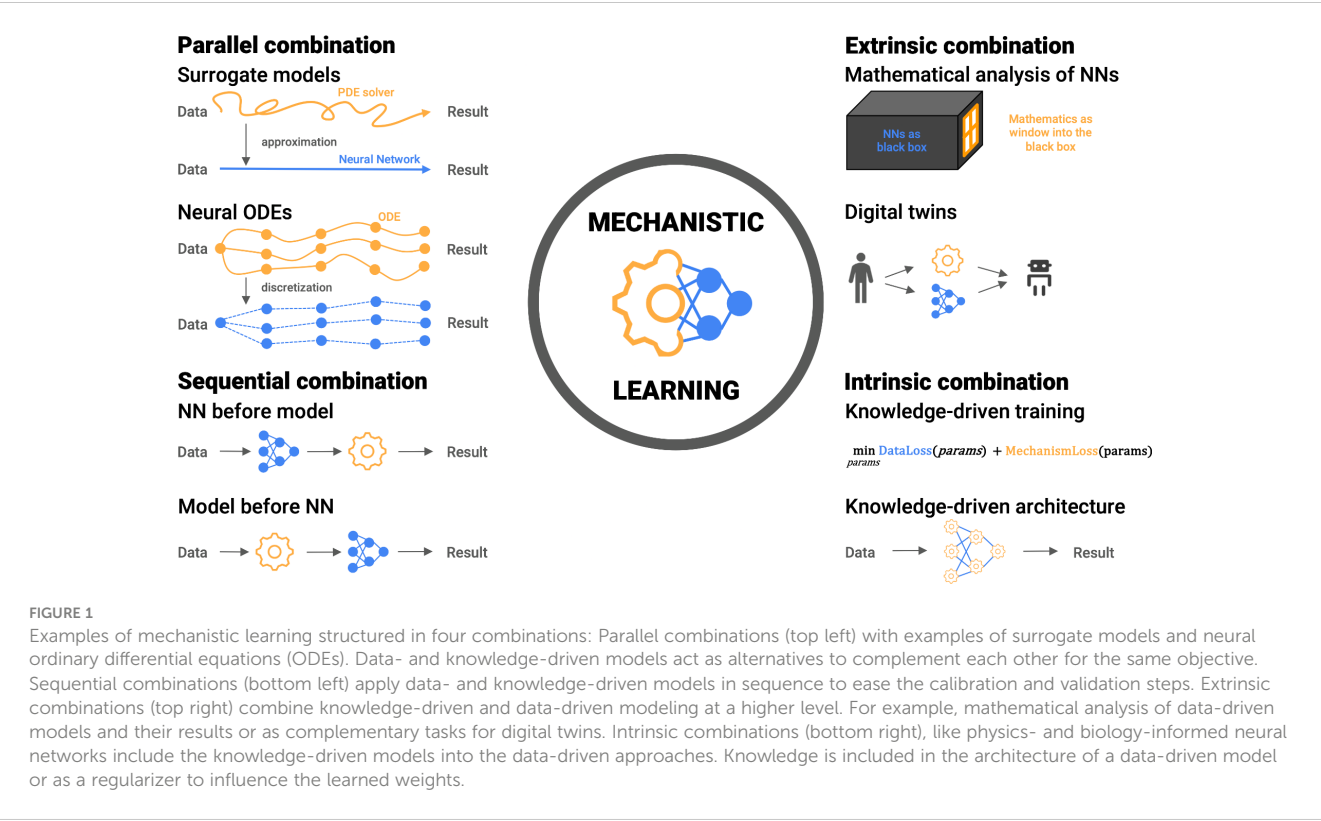 Parallel combination
Surrogate models
PDE solver
Data
Result
approximation
Neural Network
Data
Result
Neural ODEs
ODE
Data
Result
discretization
Data
Result
Sequential combination
NN before model
Data
Result
Model before NN
Data
Result
MECHANISTIC
LEARNING
Extrinsic combination
Mathematical analysis of NNs
NNs as
black box
Mathematics as
window into the
black box
Digital twins
Intrinsic combination
Knowledge-driven training
min DataLoss(params) + MechanismLoss(params)
params
Knowledge-driven architecture
Data
Result
FIGURE 1
Examples of mechanistic learning structured in four combinations: Parallel combinations (top left) with examples of surrogate models and neural
ordinary differential equations (ODEs). Data- and knowledge-driven models act as alternatives to complement each other for the same objective.
Sequential combinations (bottom left) apply data- and knowledge-driven models in sequence to ease the calibration and validation steps. Extrinsic
combinations (top right) combine knowledge-driven and data-driven modeling at a higher level. For example, mathematical analysis of data-driven
models and their results or as complementary tasks for digital twins. Intrinsic combinations (bottom right), like physics- and biology-informed neural
networks include the knowledge-driven models into the data-driven approaches. Knowledge is included in the architecture of a data-driven model
or as a regularizer to influence the learned weights.